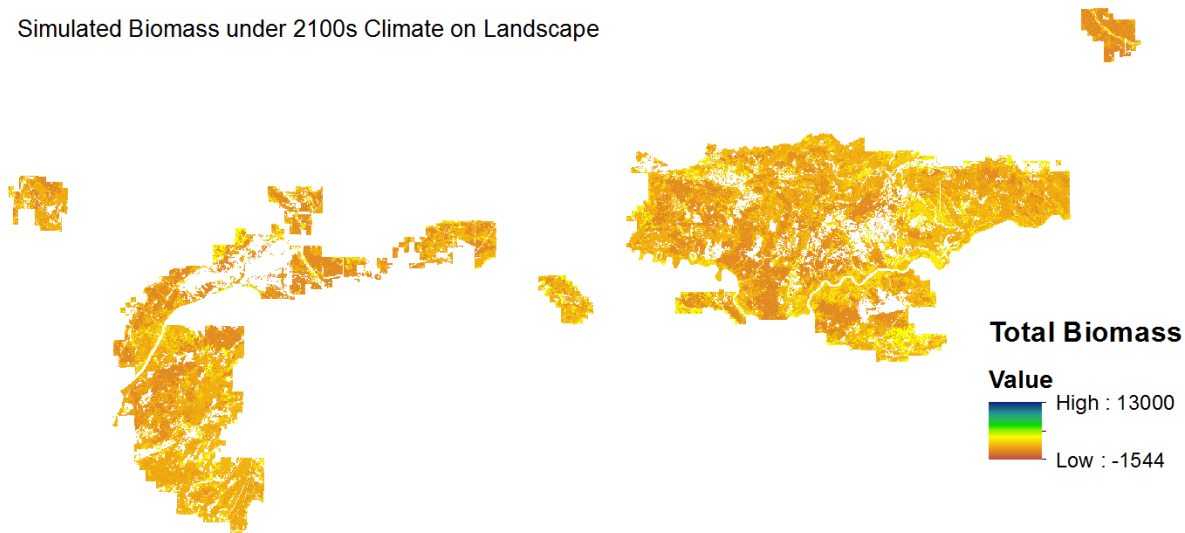 Simulated Biomass under 2100s Climate on Landscape
Total Biomass
Value
High : 13000
Low : -1544